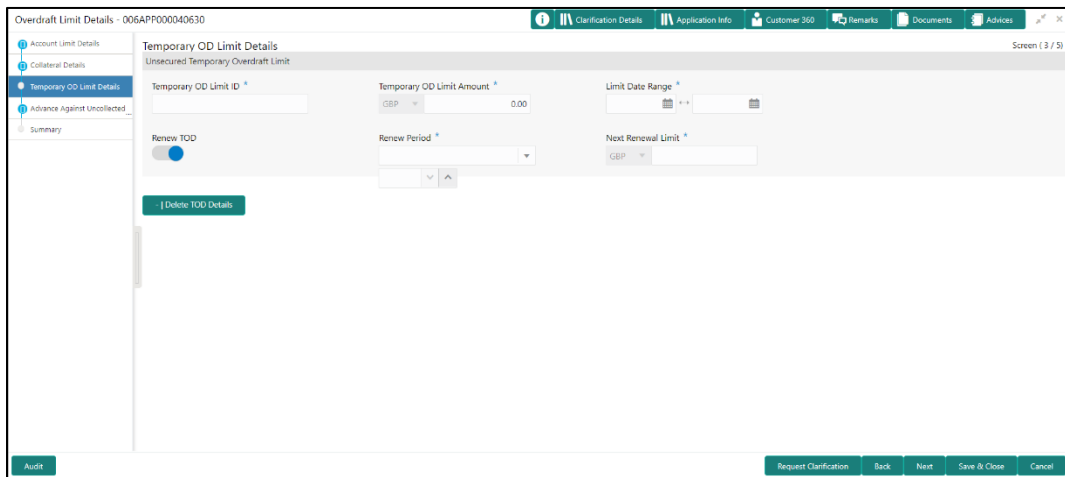 Overdraft Limit Details - 006APP000040630
Clarification Details
Application Info
Customer 360
Remarks
Documents
Advices
Account Limit Details
Collateral Details
Temporary OD Limit Details
Advance Against Uncollected ...
Summary
Temporary OD Limit Details
Screen ( 3 / 5)
Unsecured Temporary Overdraft Limit
Temporary OD Limit ID *
Temporary OD Limit Amount *
Limit Date Range *
GBP
0.00
Renew TOD
Renew Period *
Next Renewal Limit *
GBP
- | Delete TOD Details
Audit
Request Clarification
Back
Next
Save & Close
Cancel